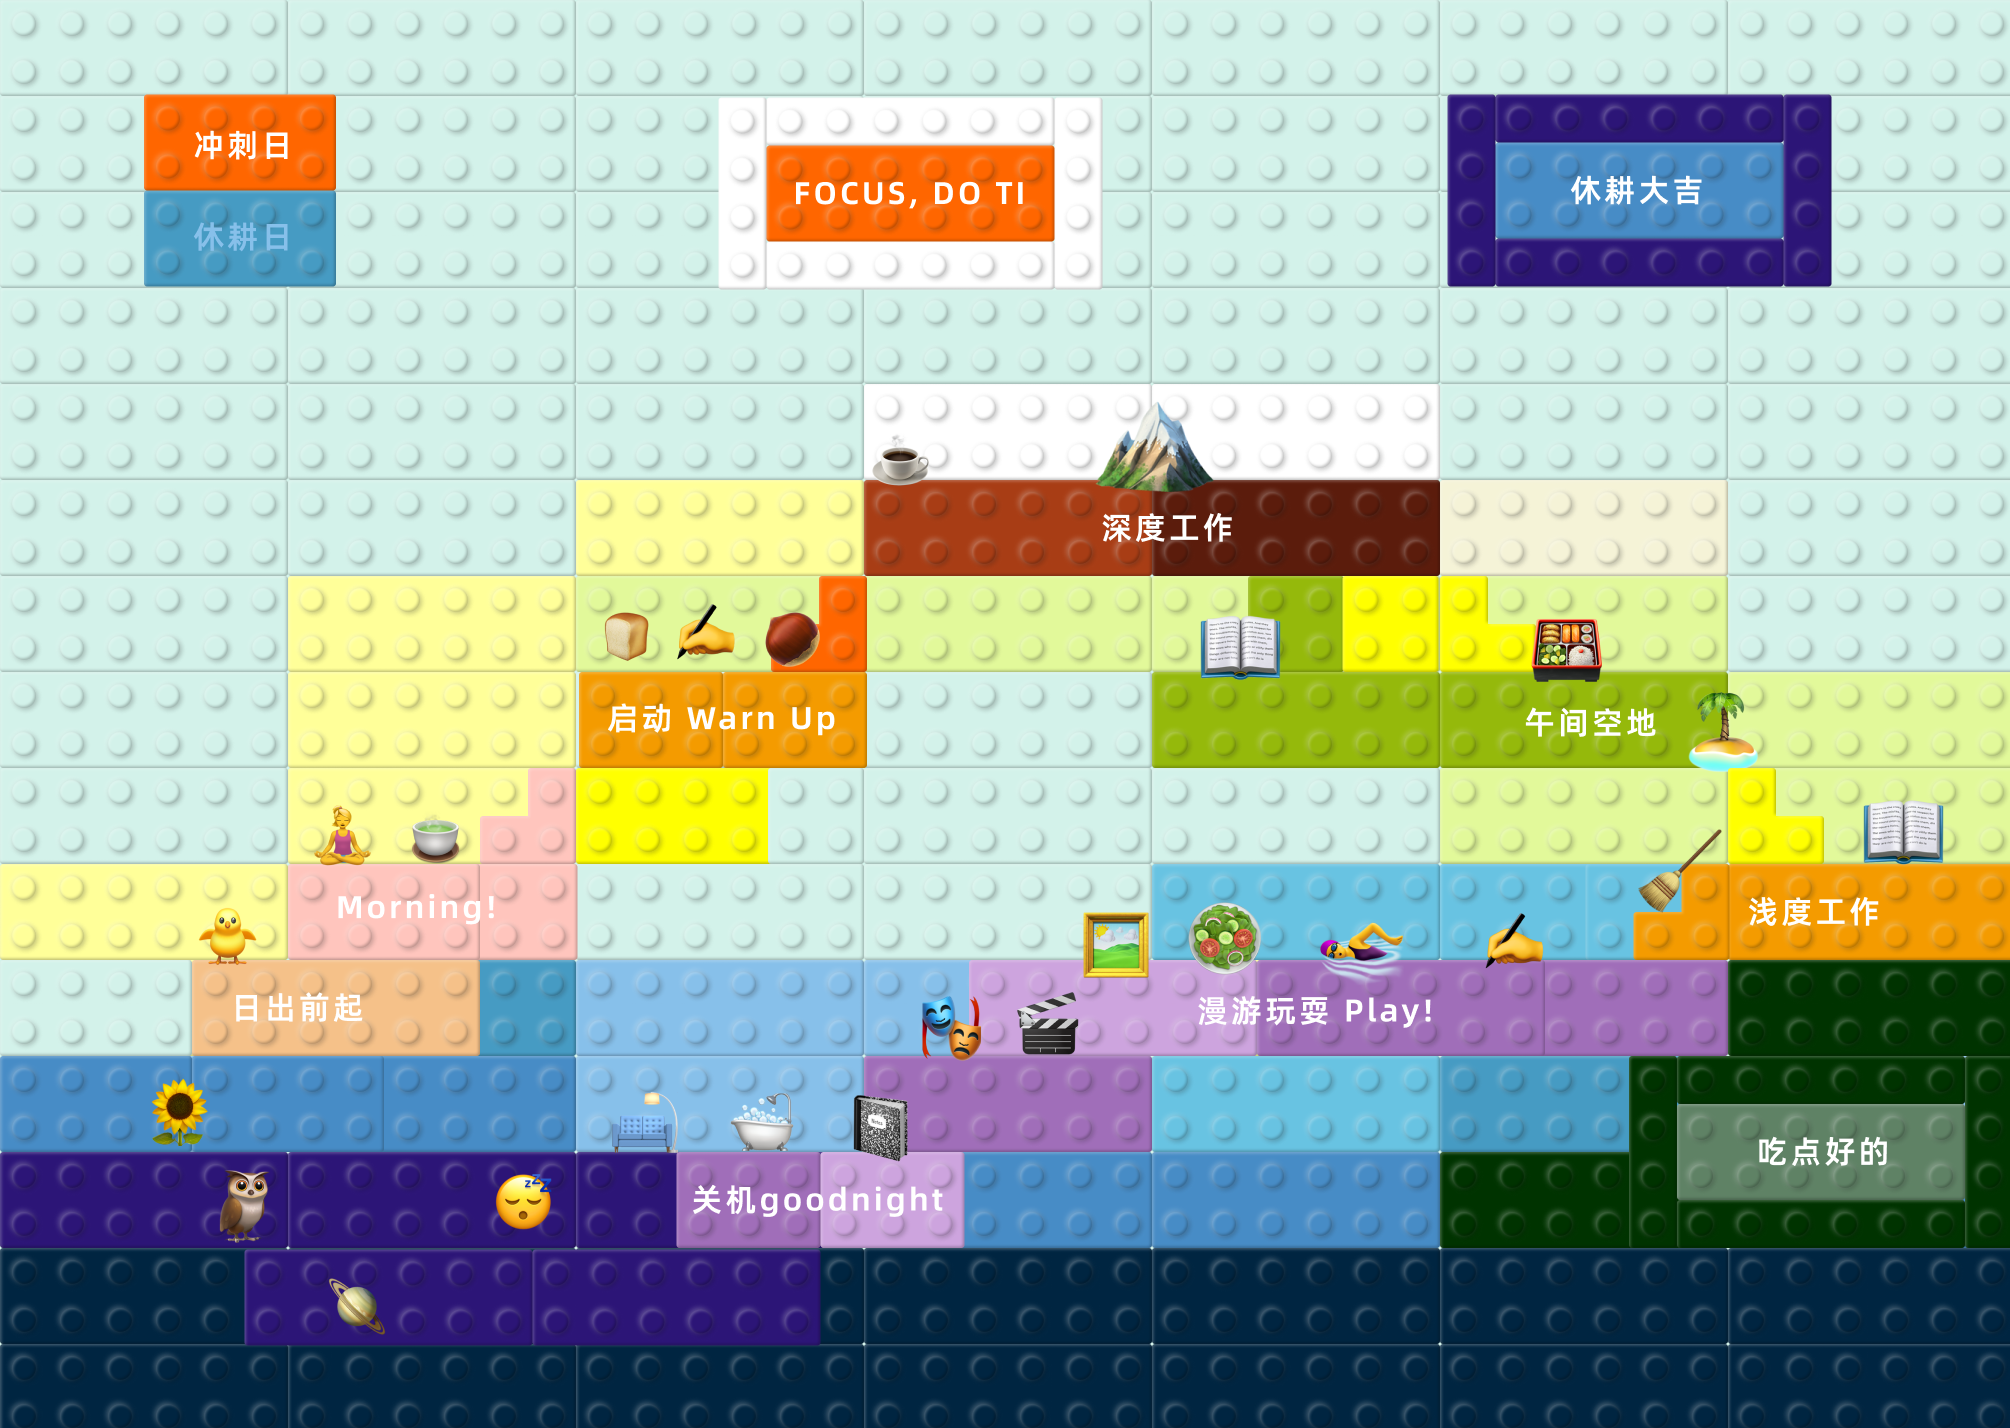 冲刺日
休耕日
FOCUS, DO TI
休耕大吉
深度工作
启动 Warn Up
午间空地
Morning!
浅度工作
日出前起
漫游玩耍 Play!
吃点好的
关机goodnight